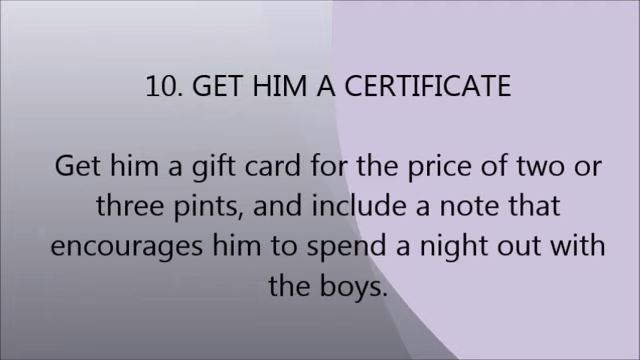 10. GET HIM A CERTIFICATE
Get him a gift card for the price of two or
three pints, and include a note that
encourages him to spend a night out with
the boys.